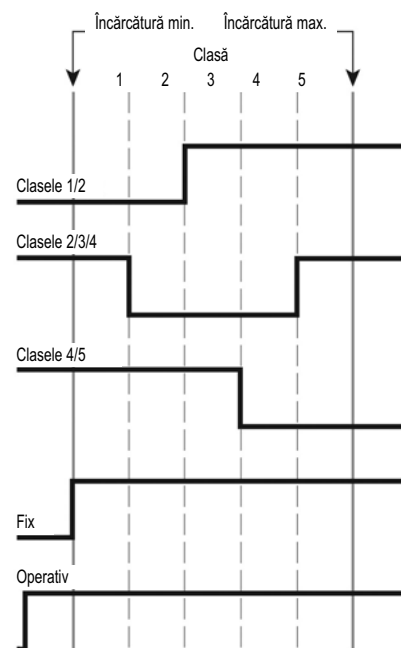 Încărcătură min. Încărcătură max.
Clasă
1 2 3 4 5
Clasele 1/2
Clasele 2/3/4
Clasele 4/5
Fix
Operativ